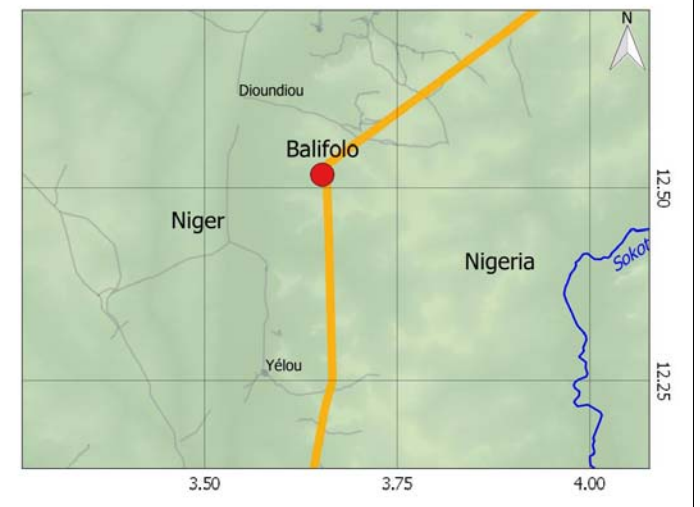 N
Dioundiou
Balifolo
12.50
Niger
Nigeria
Sokot
Yélou
12.25
3.50
3.75
4.00